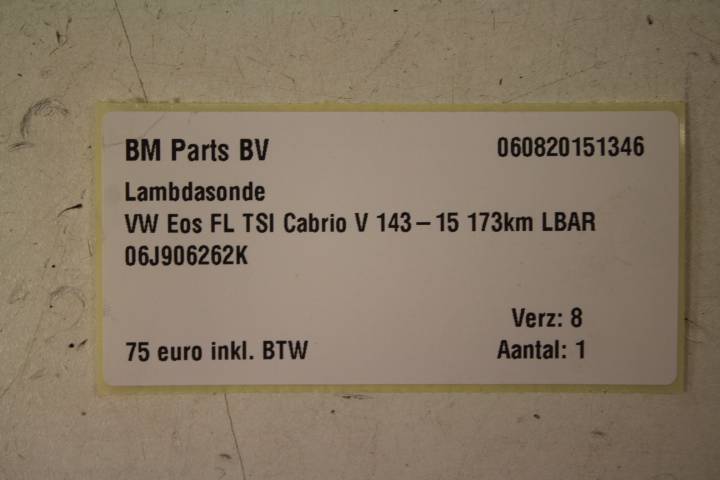 BM Parts BV 060820151346
Lambdasonde
VW Eos FL TSI Cabrio V 143-15 173km LBAR
06J906262K
Verz: 8
75 euro inkl. BTW Aantal: 1